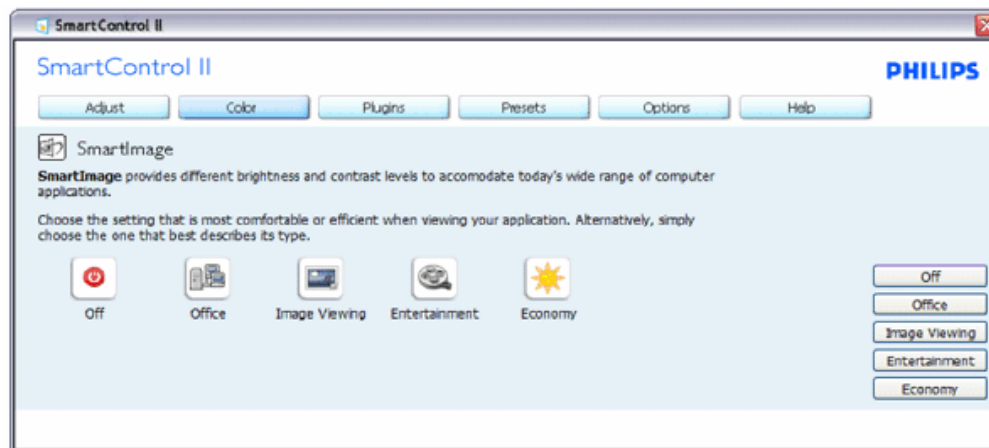 SmartControl II
SmartControl II
PHILIPS
Adjust Color Plugins Presets Options Help
SmartImage
SmartImage provides different brightness and contrast levels to accomodate today's wide range of computer
applications.
Choose the setting that is most comfortable or efficient when viewing your application. Alternatively, simply
choose the one that best describes its type.
Off Office Image Viewing Entertainment Economy
Off
Office
Image Viewing
Entertainment
Economy